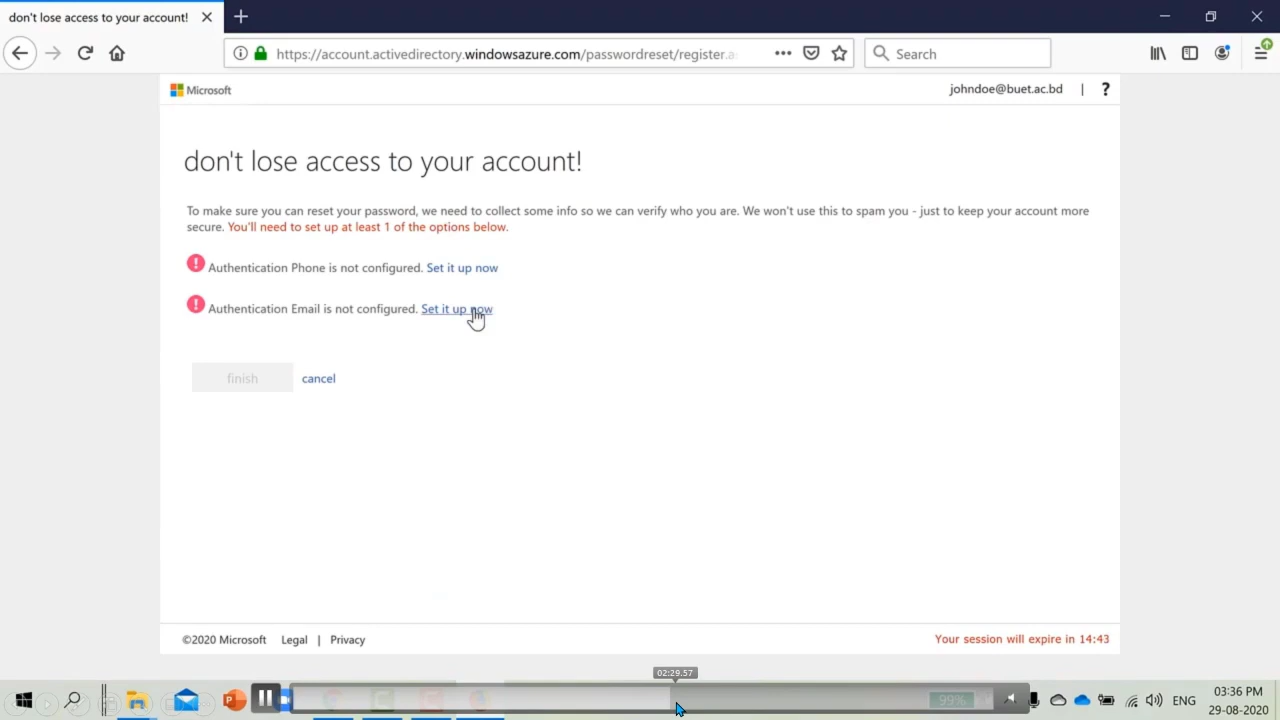 don't lose access to your account!
https://account.activedirectory.windowsazure.com/passwordreset/register.a
Search
Microsoft
johndoe@buet.ac.bd | ?
don't lose access to your account!
To make sure you can reset your password, we need to collect some info so we can verify who you are. We won't use this to spam you - just to keep your account more
secure. You'll need to set up at least 1 of the options below.
! Authentication Phone is not configured. Set it up now
! Authentication Email is not configured. Set it up now
finish cancel
©2020 Microsoft Legal | Privacy
Your session will expire in 14:43
02:29.57
99%
ENG
03:36 PM
29-08-2020